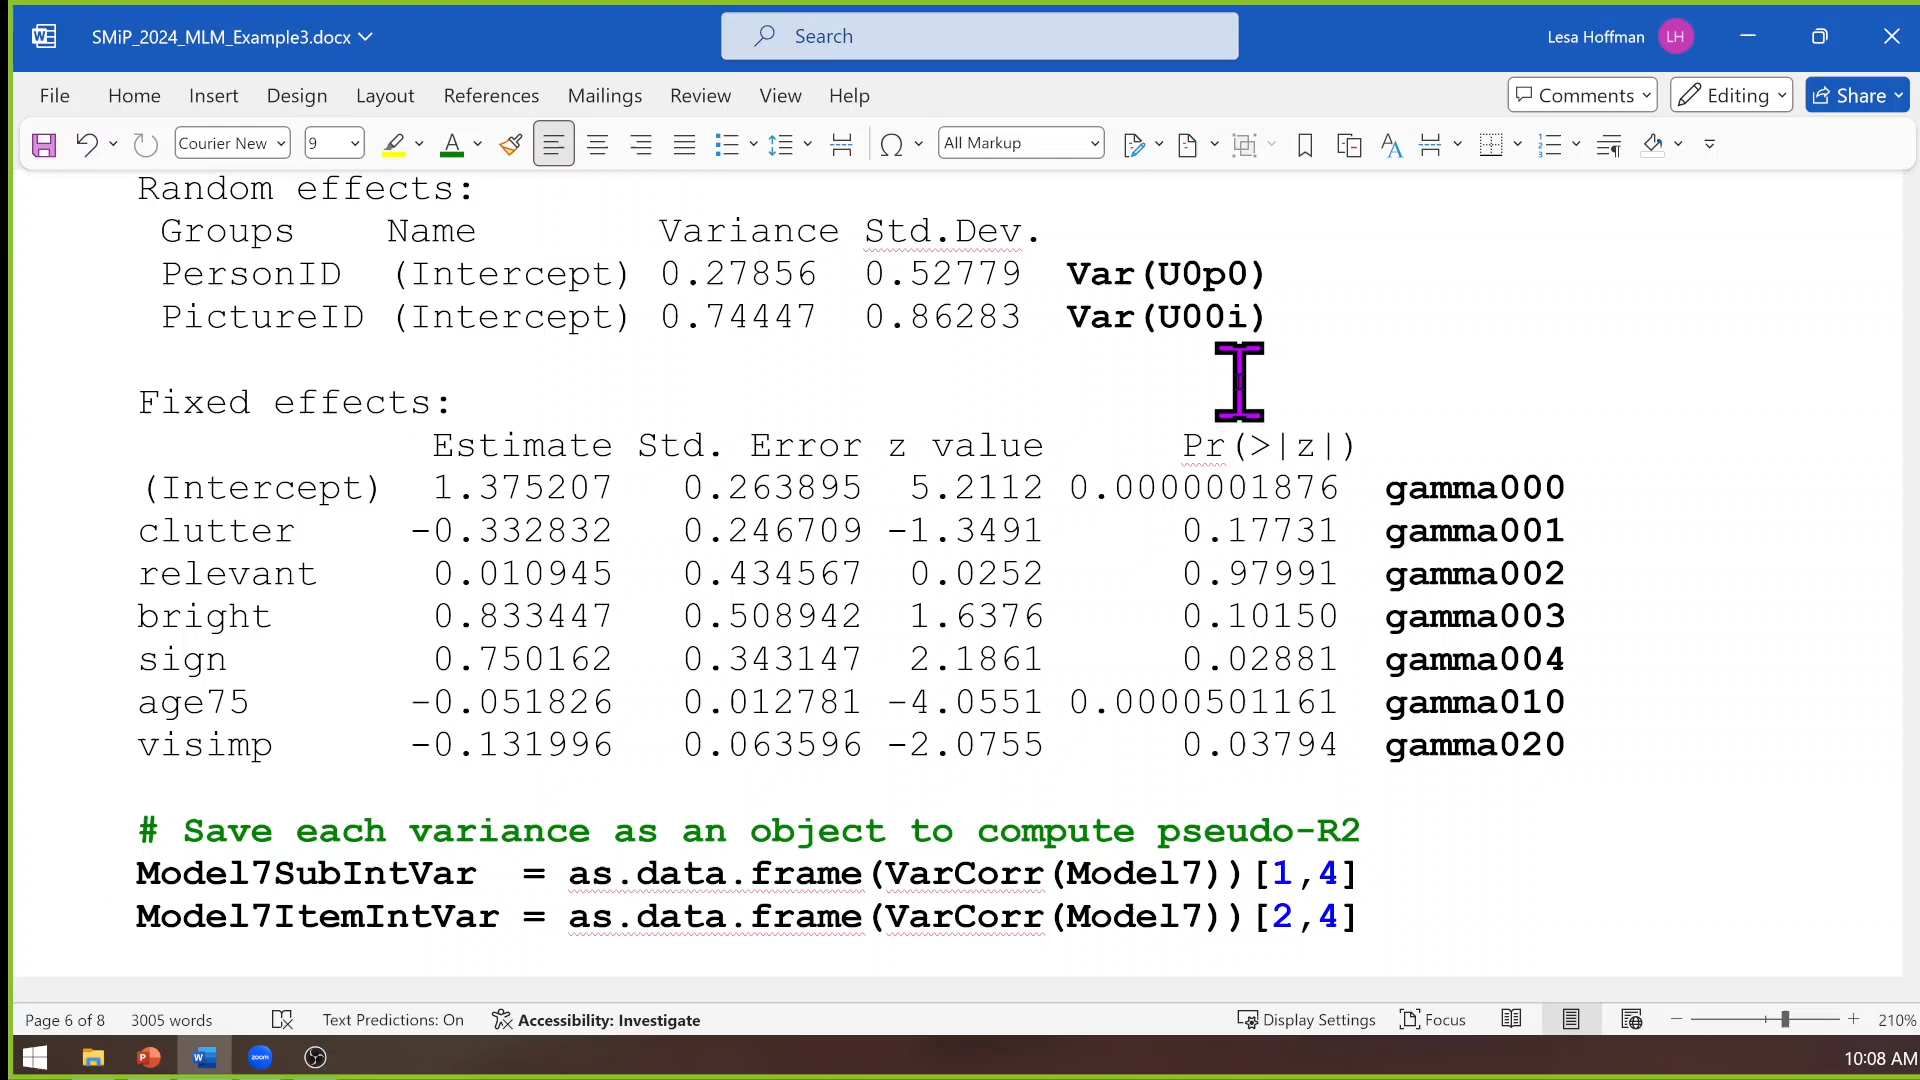 SMiP_2024_MLM_Example3.docx
Search
Lesa Hoffman LH
File Home Insert Design Layout References Mailings Review View Help
Comments Editing Share
Courier New 9 All Markup
Random effects:
Groups Name Variance Std.Dev.
PersonID (Intercept) 0.27856 0.52779 Var(U0p0)
PictureID (Intercept) 0.74447 0.86283 Var(U00i)
Fixed effects:
Estimate Std. Error z value Pr(>|z|)
(Intercept) 1.375207 0.263895 5.2112 0.0000001876 gamma000
clutter -0.332832 0.246709 -1.3491 0.17731 gamma001
relevant 0.010945 0.434567 0.0252 0.97991 gamma002
bright 0.833447 0.508942 1.6376 0.10150 gamma003
sign 0.750162 0.343147 2.1861 0.02881 gamma004
age75 -0.051826 0.012781 -4.0551 0.0000501161 gamma010
visimp -0.131996 0.063596 -2.0755 0.03794 gamma020
# Save each variance as an object to compute pseudo-R2
Model7SubIntVar = as.data.frame(VarCorr(Model7))[1,4]
Model7ItemIntVar = as.data.frame(VarCorr(Model7))[2,4]
Page 6 of 8 3005 words Text Predictions: On Accessibility: Investigate Display Settings Focus 210%
zoom
10:08 AM